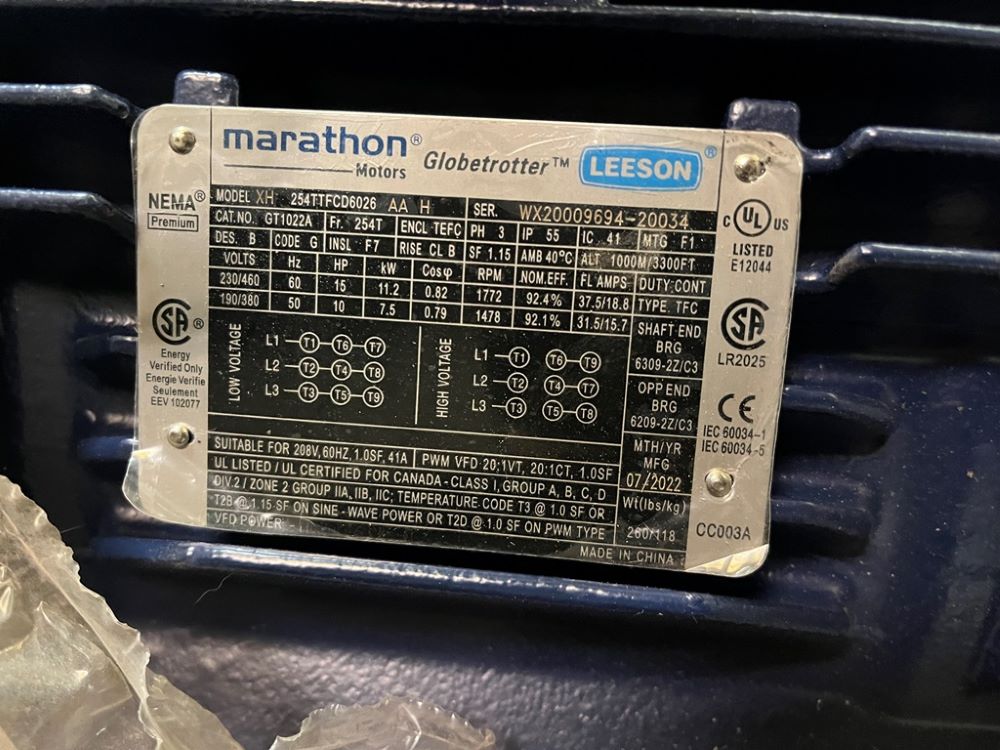 marathon®
Motors
Globetrotter™
LEESON®
NEMA®
Premium
MODEL XH 254TTFCD6026 AA H SER. WX20009694-20034
CAT.NO. GT1022A Fr. 254T ENCL TEFC PH 3 IP 55 IC 41 MTG F1
DES. B CODE G INSL F7 RISE CL B SF 1.15 AMB 40°C ALT 1000M/3300FT
VOLTS Hz HP kW Cosφ RPM NOM.EFF. FL AMPS DUTY:CONT
230/460 60 15 11.2 0.82 1772 92.4% 37.5/18.8 TYPE. TFC
190/380 50 10 7.5 0.79 1478 92.1% 31.5/15.7
LOW VOLTAGE
L1 T1 T6 T7
L2 T2 T4 T8
L3 T3 T5 T9
HIGH VOLTAGE
L1 T1 T6 T9
L2 T2 T4 T7
L3 T3 T5 T8
SHAFT END
BRG
6309-2Z/C3
OPP END
BRG
6209-2Z/C3
MTH/YR
MFG
07/2022
Wt(lbs/kg)
260/118
SUITABLE FOR 208V,60HZ,1.0SF,41A PWM VFD 20:1VT, 20:1CT, 1.0SF
UL LISTED / UL CERTIFIED FOR CANADA - CLASS I, GROUP A, B, C, D
DIV.2 / ZONE 2 GROUP IIA, IIB, IIC; TEMPERATURE CODE T3 @ 1.0 SF OR
T2B @ 1.15 SF ON SINE - WAVE POWER OR T2D @ 1.0 SF ON PWM TYPE
VFD POWER
MADE IN CHINA
SA®
Energy
Verified Only
Energie Verifie
Seulement
EEV 102077
C UL US
LISTED
E12044
SA
LR2025
CE
IEC 60034-1
IEC 60034-5
CC003A